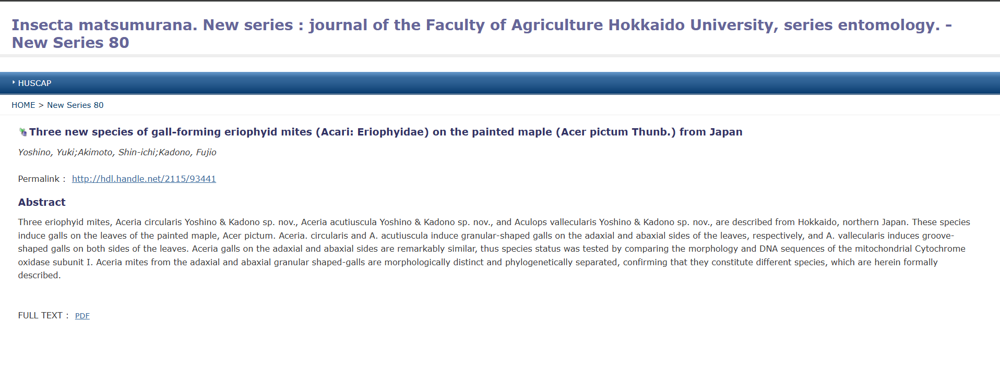 Insecta matsumurana. New series : journal of the Faculty of Agriculture Hokkaido University, series entomology. -
New Series 80
HUSCAP
HOME > New Series 80
Three new species of gall-forming eriophyid mites (Acari: Eriophyidae) on the painted maple (Acer pictum Thunb.) from Japan
Yoshino, Yuki;Akimoto, Shin-ichi;Kadono, Fujio
Permalink : http://hdl.handle.net/2115/93441
Abstract
Three eriophyid mites, Aceria circularis Yoshino & Kadono sp. nov., Aceria acutiuscula Yoshino & Kadono sp. nov., and Aculops vallecularis Yoshino & Kadono sp. nov., are described from Hokkaido, northern Japan. These species
induce galls on the leaves of the painted maple, Acer pictum. Aceria. circularis and A. acutiuscula induce granular-shaped galls on the adaxial and abaxial sides of the leaves, respectively, and A. vallecularis induces groove-
shaped galls on both sides of the leaves. Aceria galls on the adaxial and abaxial sides are remarkably similar, thus species status was tested by comparing the morphology and DNA sequences of the mitochondrial Cytochrome
oxidase subunit I. Aceria mites from the adaxial and abaxial granular shaped-galls are morphologically distinct and phylogenetically separated, confirming that they constitute different species, which are herein formally
described.
FULL TEXT : PDF